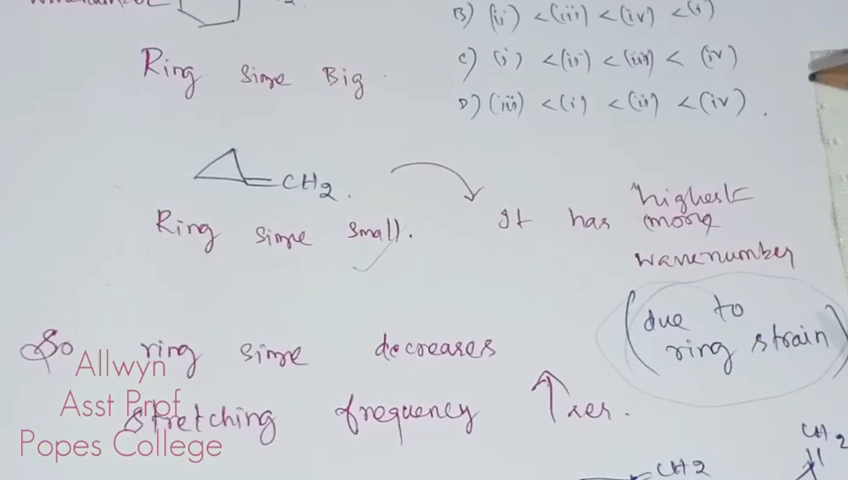 B) (ii) <(iii) <(iv) <(i)
Ring size Big
C) (i) <(ii) <(iii) < (iv)
D) (iii) <(i) <(ii) <(iv).
=CH2.
Ring size small.
It has highest
more
wavenumber
(due to
ring strain)
So ring size decreases
stretching frequency ↑ses.
Allwyn
Asst Prof
Popes College
CH2
CH2